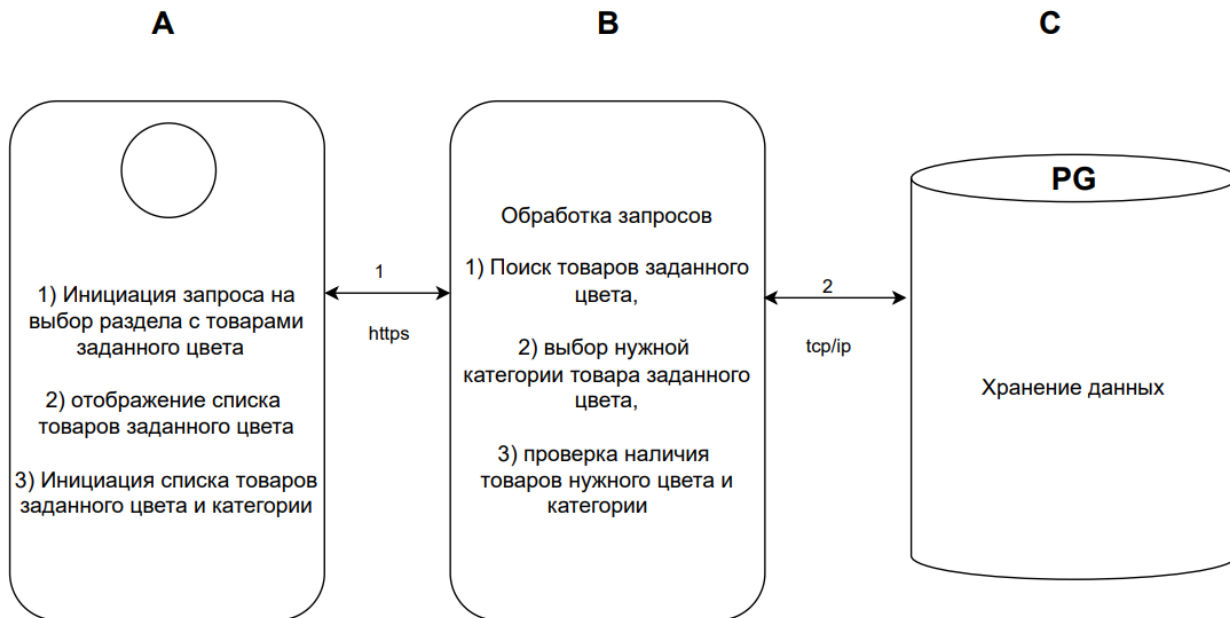 A
B
C
1) Инициация запроса на
выбор раздела с товарами
заданного цвета
2) отображение списка
товаров заданного цвета
3) Инициация списка товаров
заданного цвета и категории
1
https
Обработка запросов
1) Поиск товаров заданного
цвета,
2) выбор нужной
категории товара заданного
цвета,
3) проверка наличия
товаров нужного цвета и
категории
2
tcp/ip
PG
Хранение данных